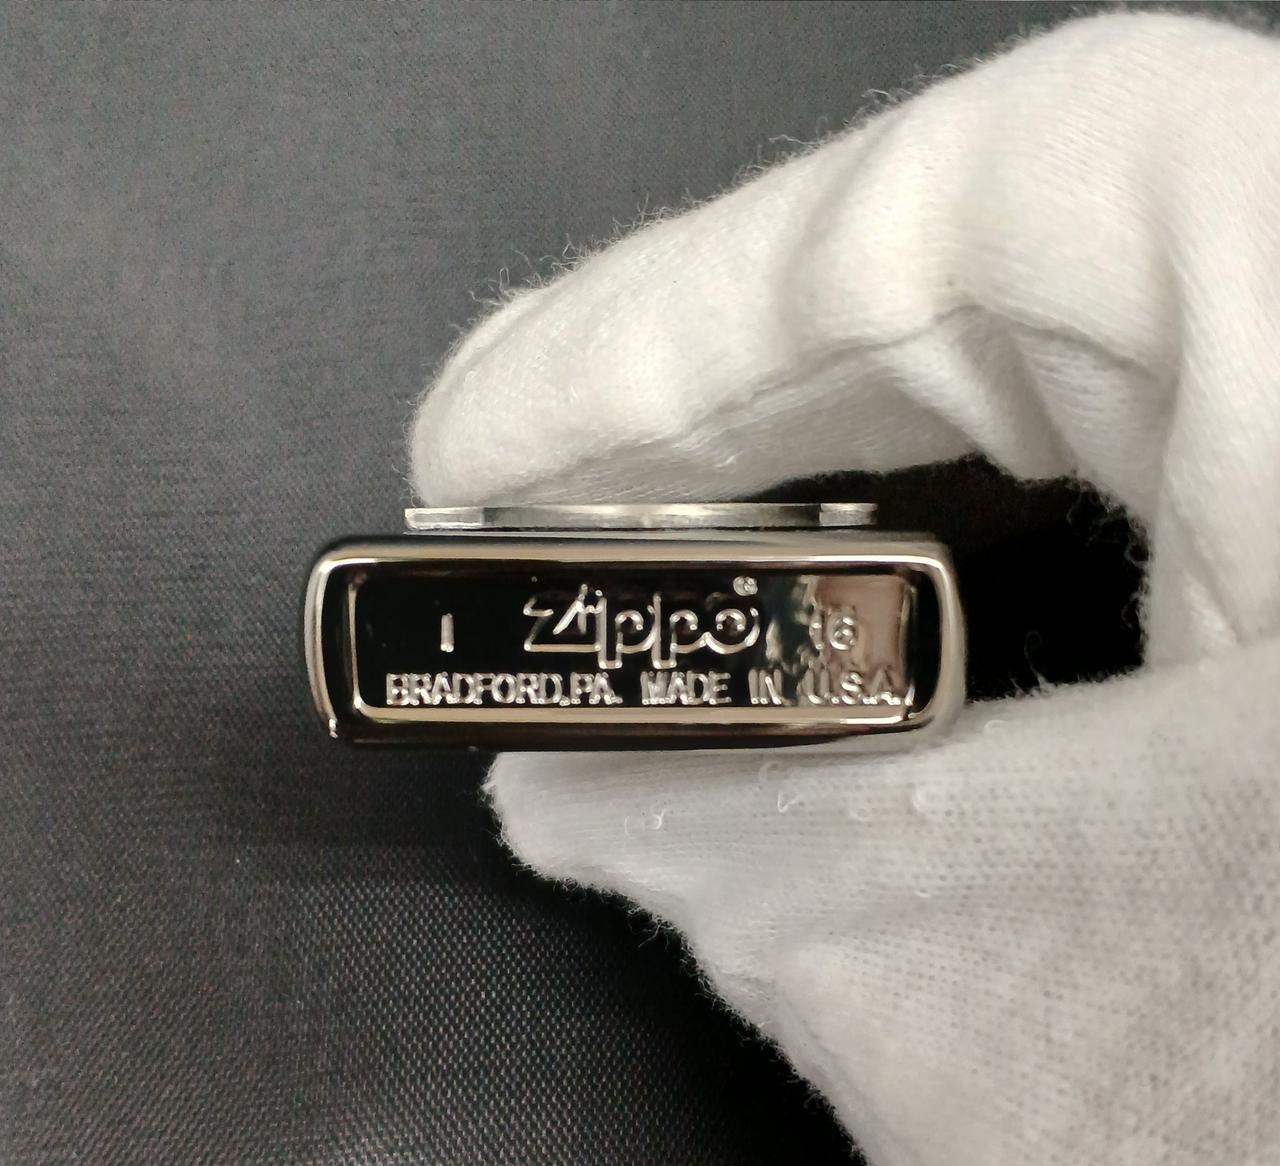 I Zippo® 16
BRADFORD,PA. MADE IN U.S.A.